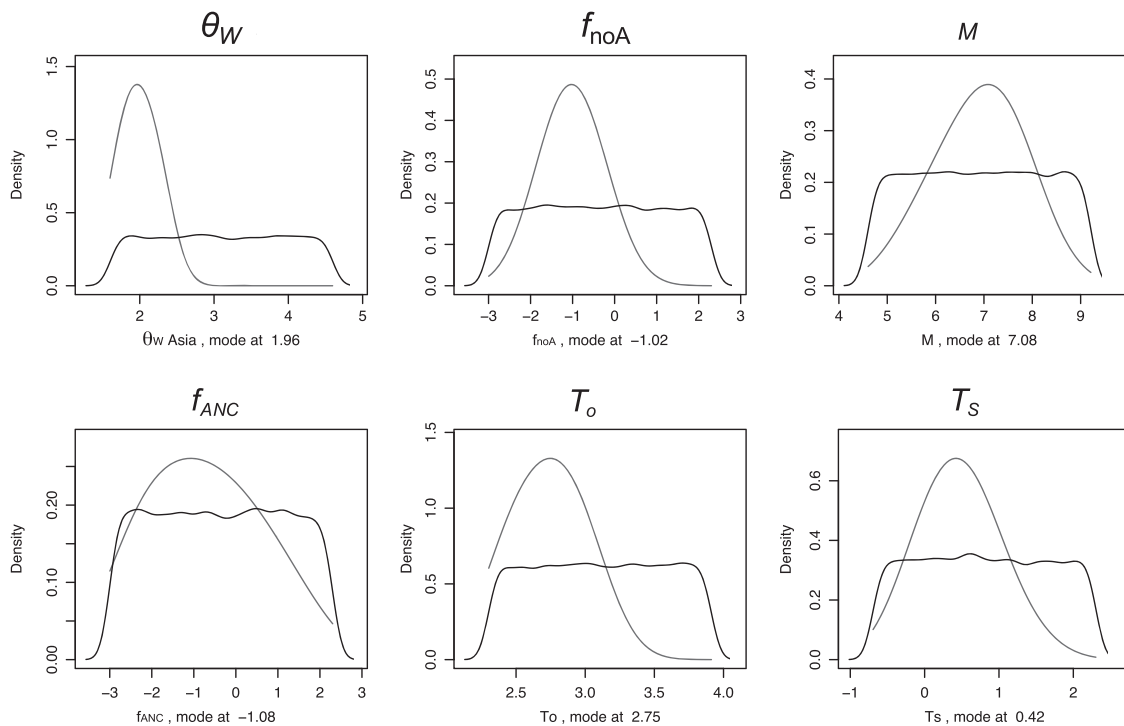 θW
Density
1.5
1.0
0.5
0.0
2 3 4 5
θW Asia , mode at 1.96
fnoA
Density
0.5
0.4
0.3
0.2
0.1
0.0
−3 −2 −1 0 1 2 3
fnoA , mode at −1.02
M
Density
0.4
0.3
0.2
0.1
0.0
4 5 6 7 8 9
M , mode at 7.08
fANC
Density
0.20
0.10
0.00
−3 −2 −1 0 1 2 3
fANC , mode at −1.08
To
Density
1.5
1.0
0.5
0.0
2.5 3.0 3.5 4.0
To , mode at 2.75
TS
Density
0.6
0.4
0.2
0.0
−1 0 1 2
Ts , mode at 0.42